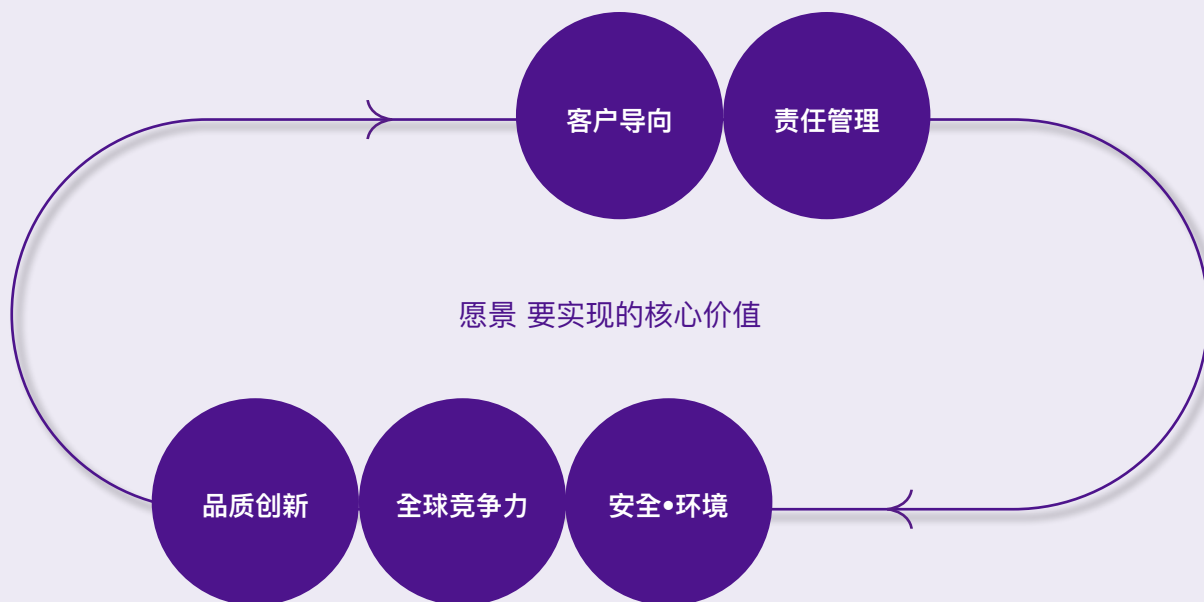 客户导向
责任管理
愿景 要实现的核心价值
品质创新
全球竞争力
安全•环境